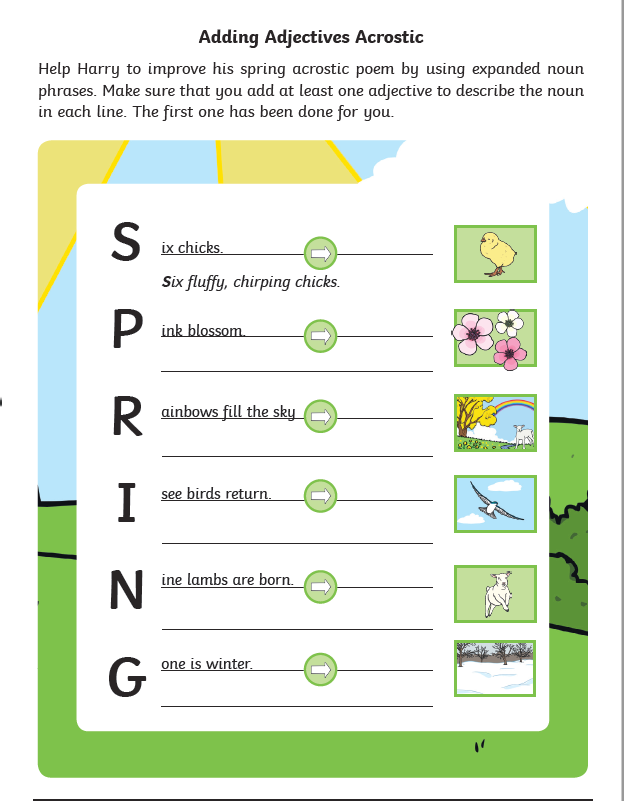 Adding Adjectives Acrostic
Help Harry to improve his spring acrostic poem by using expanded noun
phrases. Make sure that you add at least one adjective to describe the noun
in each line. The first one has been done for you.
S ix chicks.
Six fluffy, chirping chicks.
P ink blossom.
R ainbows fill the sky
I see birds return.
N ine lambs are born.
G one is winter.